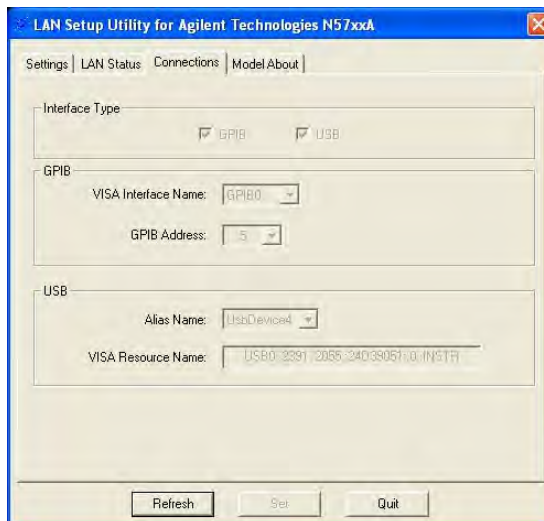 LAN Setup Utility for Agilent Technologies N57xxA
Settings LAN Status Connections Model About
Interface Type
GPIB USB
GPIB
VISA Interface Name: GPIB0
GPIB Address: 5
USB
Alias Name: UsbDevice4
VISA Resource Name: USB0::2391::2055::24D39051::0::INSTR
Refresh Set Quit